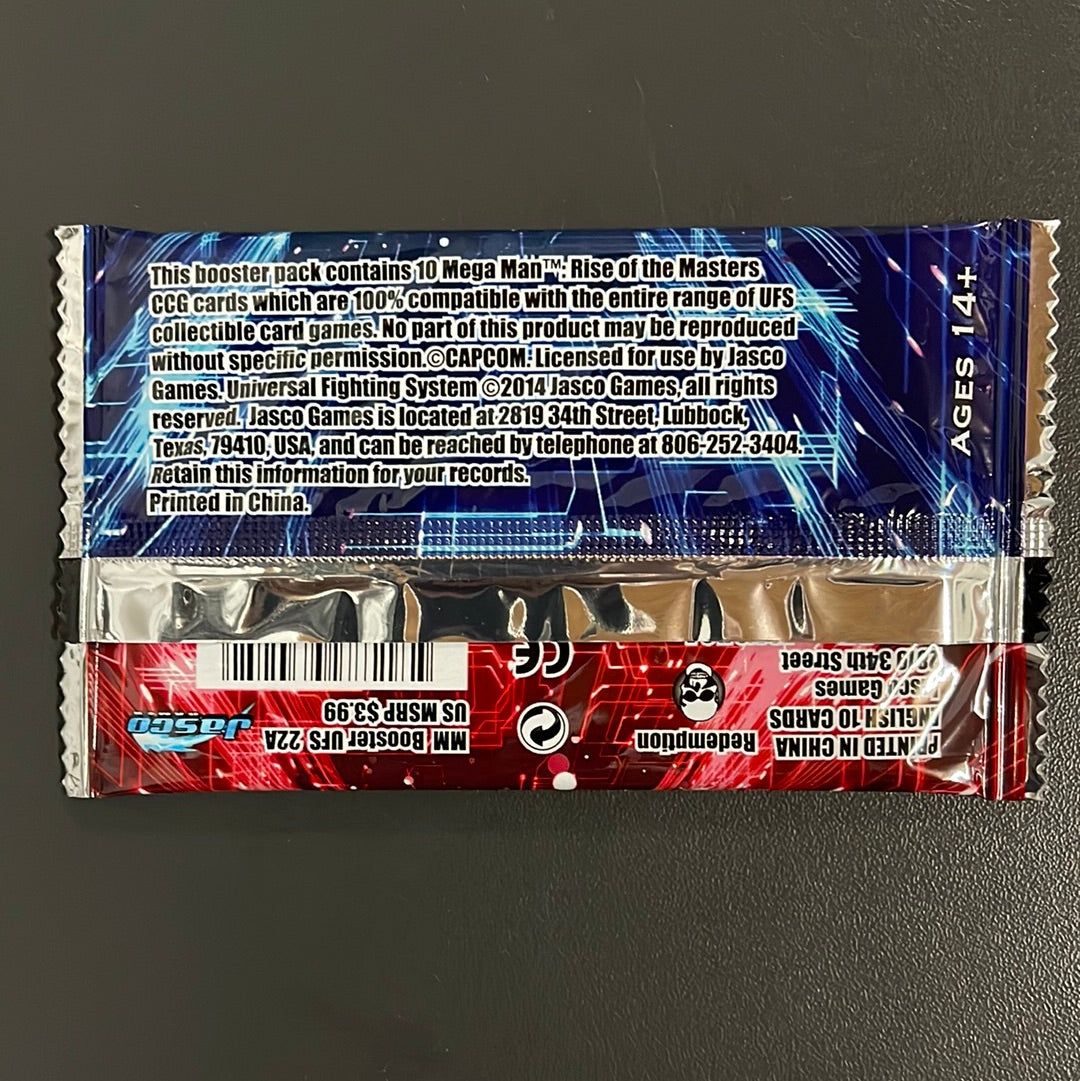 This booster pack contains 10 Mega Man™: Rise of the Masters
CCG cards which are 100% compatible with the entire range of UFS
collectible card games. No part of this product may be reproduced
without specific permission.©CAPCOM. Licensed for use by Jasco
Games. Universal Fighting System ©2014 Jasco Games, all rights
reserved. Jasco Games is located at 2819 34th Street, Lubbock,
Texas, 79410, USA, and can be reached by telephone at 806-252-3404.
Retain this information for your records.
Printed in China.
AGES 14+
PRINTED IN CHINA
ENGLISH 10 CARDS
Games
34th Street
Redemption
CE
MM Booster UFS 22A
US MSRP $3.99
Jasco